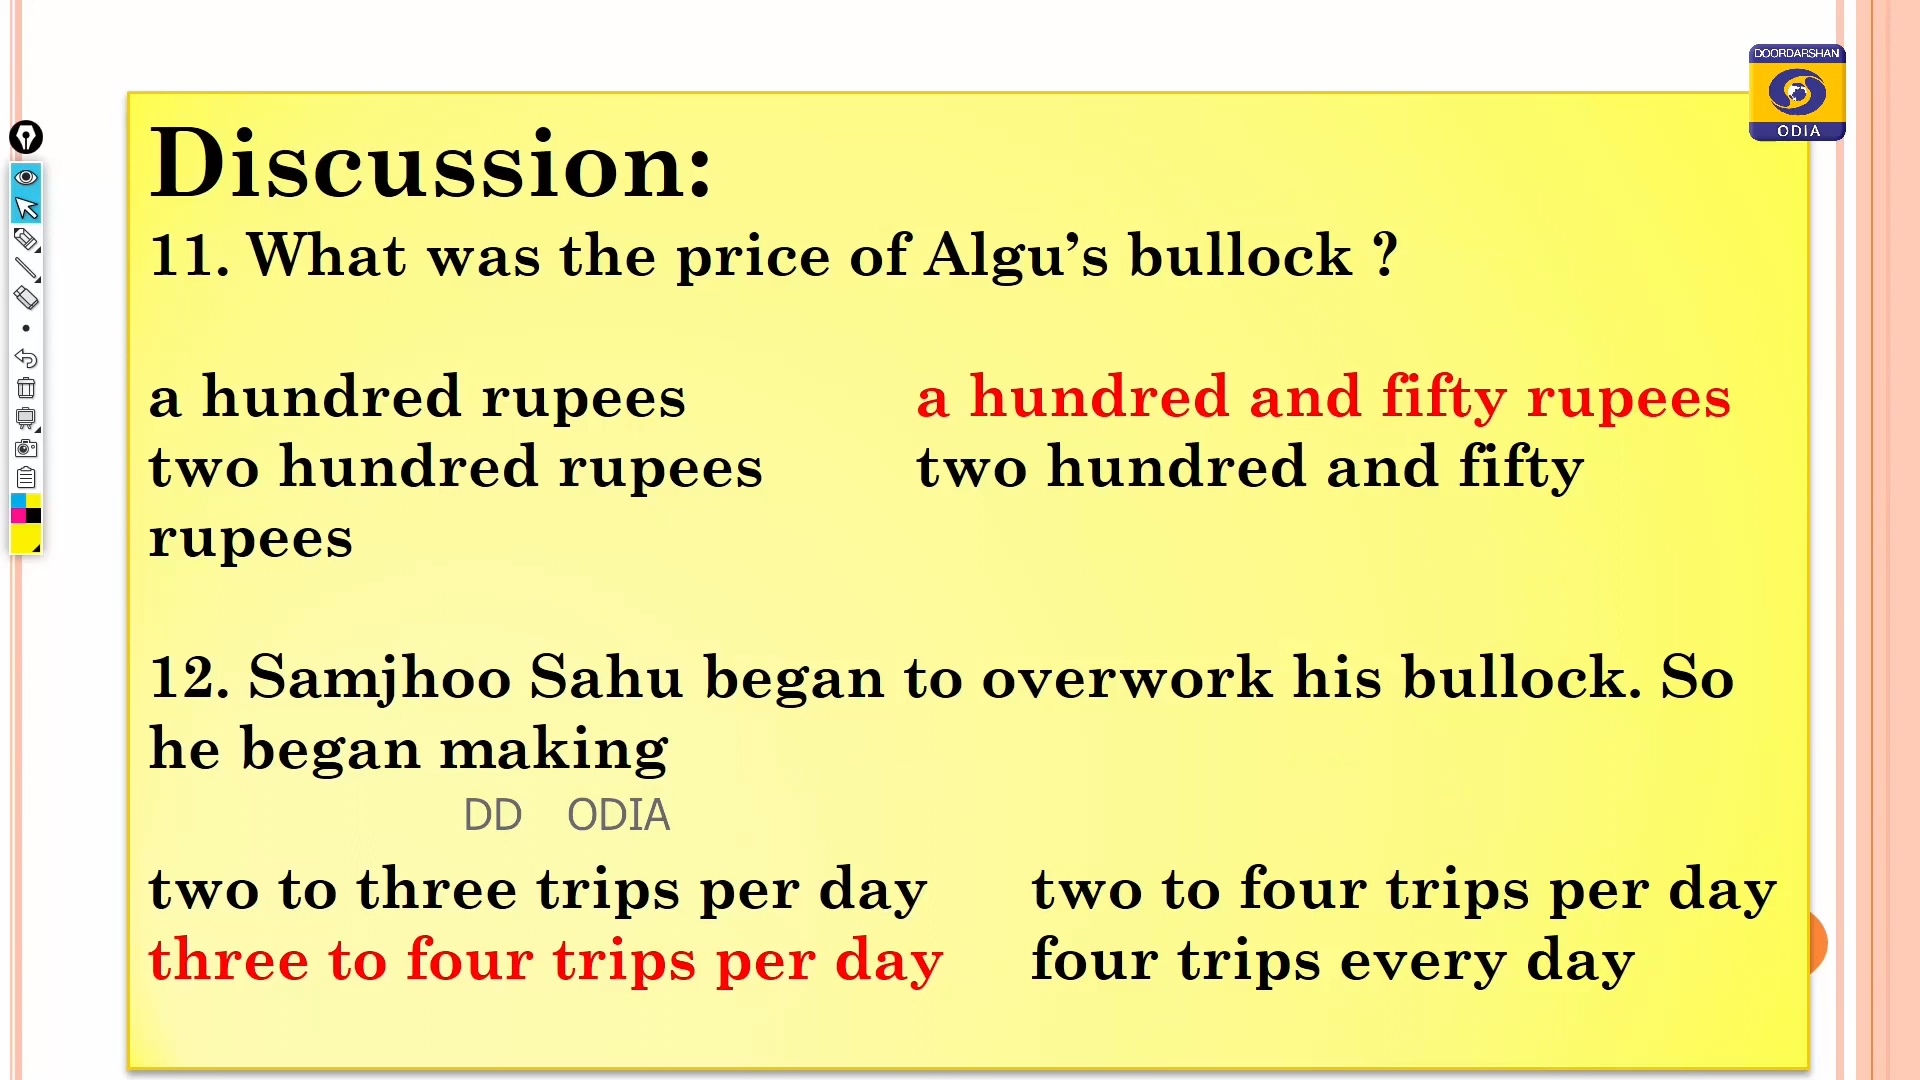 DOORDARSHAN
ODIA
Discussion:
11. What was the price of Algu’s bullock ?
a hundred rupees a hundred and fifty rupees
two hundred rupees two hundred and fifty
rupees
12. Samjhoo Sahu began to overwork his bullock. So
he began making
DD ODIA
two to three trips per day two to four trips per day
three to four trips per day four trips every day